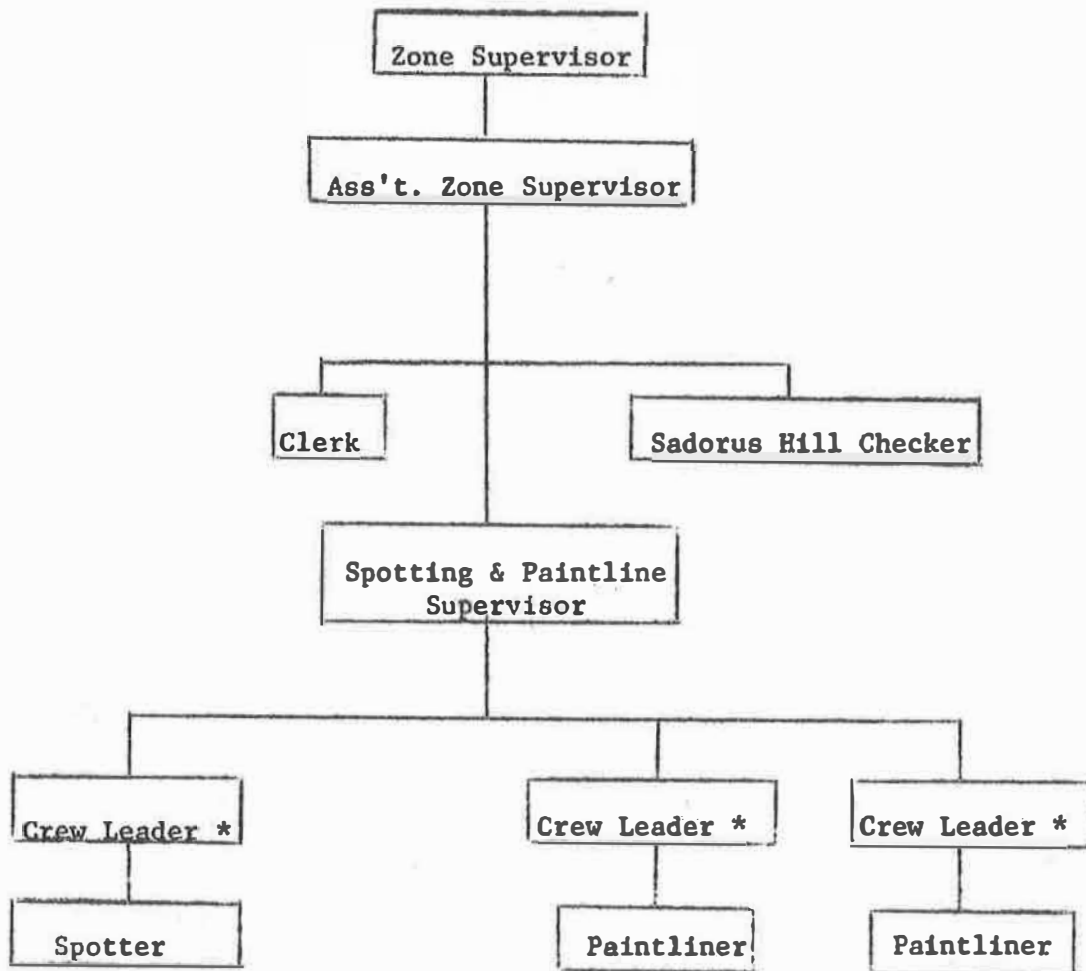 Zone Supervisor
Ass't. Zone Supervisor
Clerk
Sadorus Hill Checker
Spotting & Paintline
Supervisor
Crew Leader *
Crew Leader *
Crew Leader *
Spotter
Paintliner
Paintliner